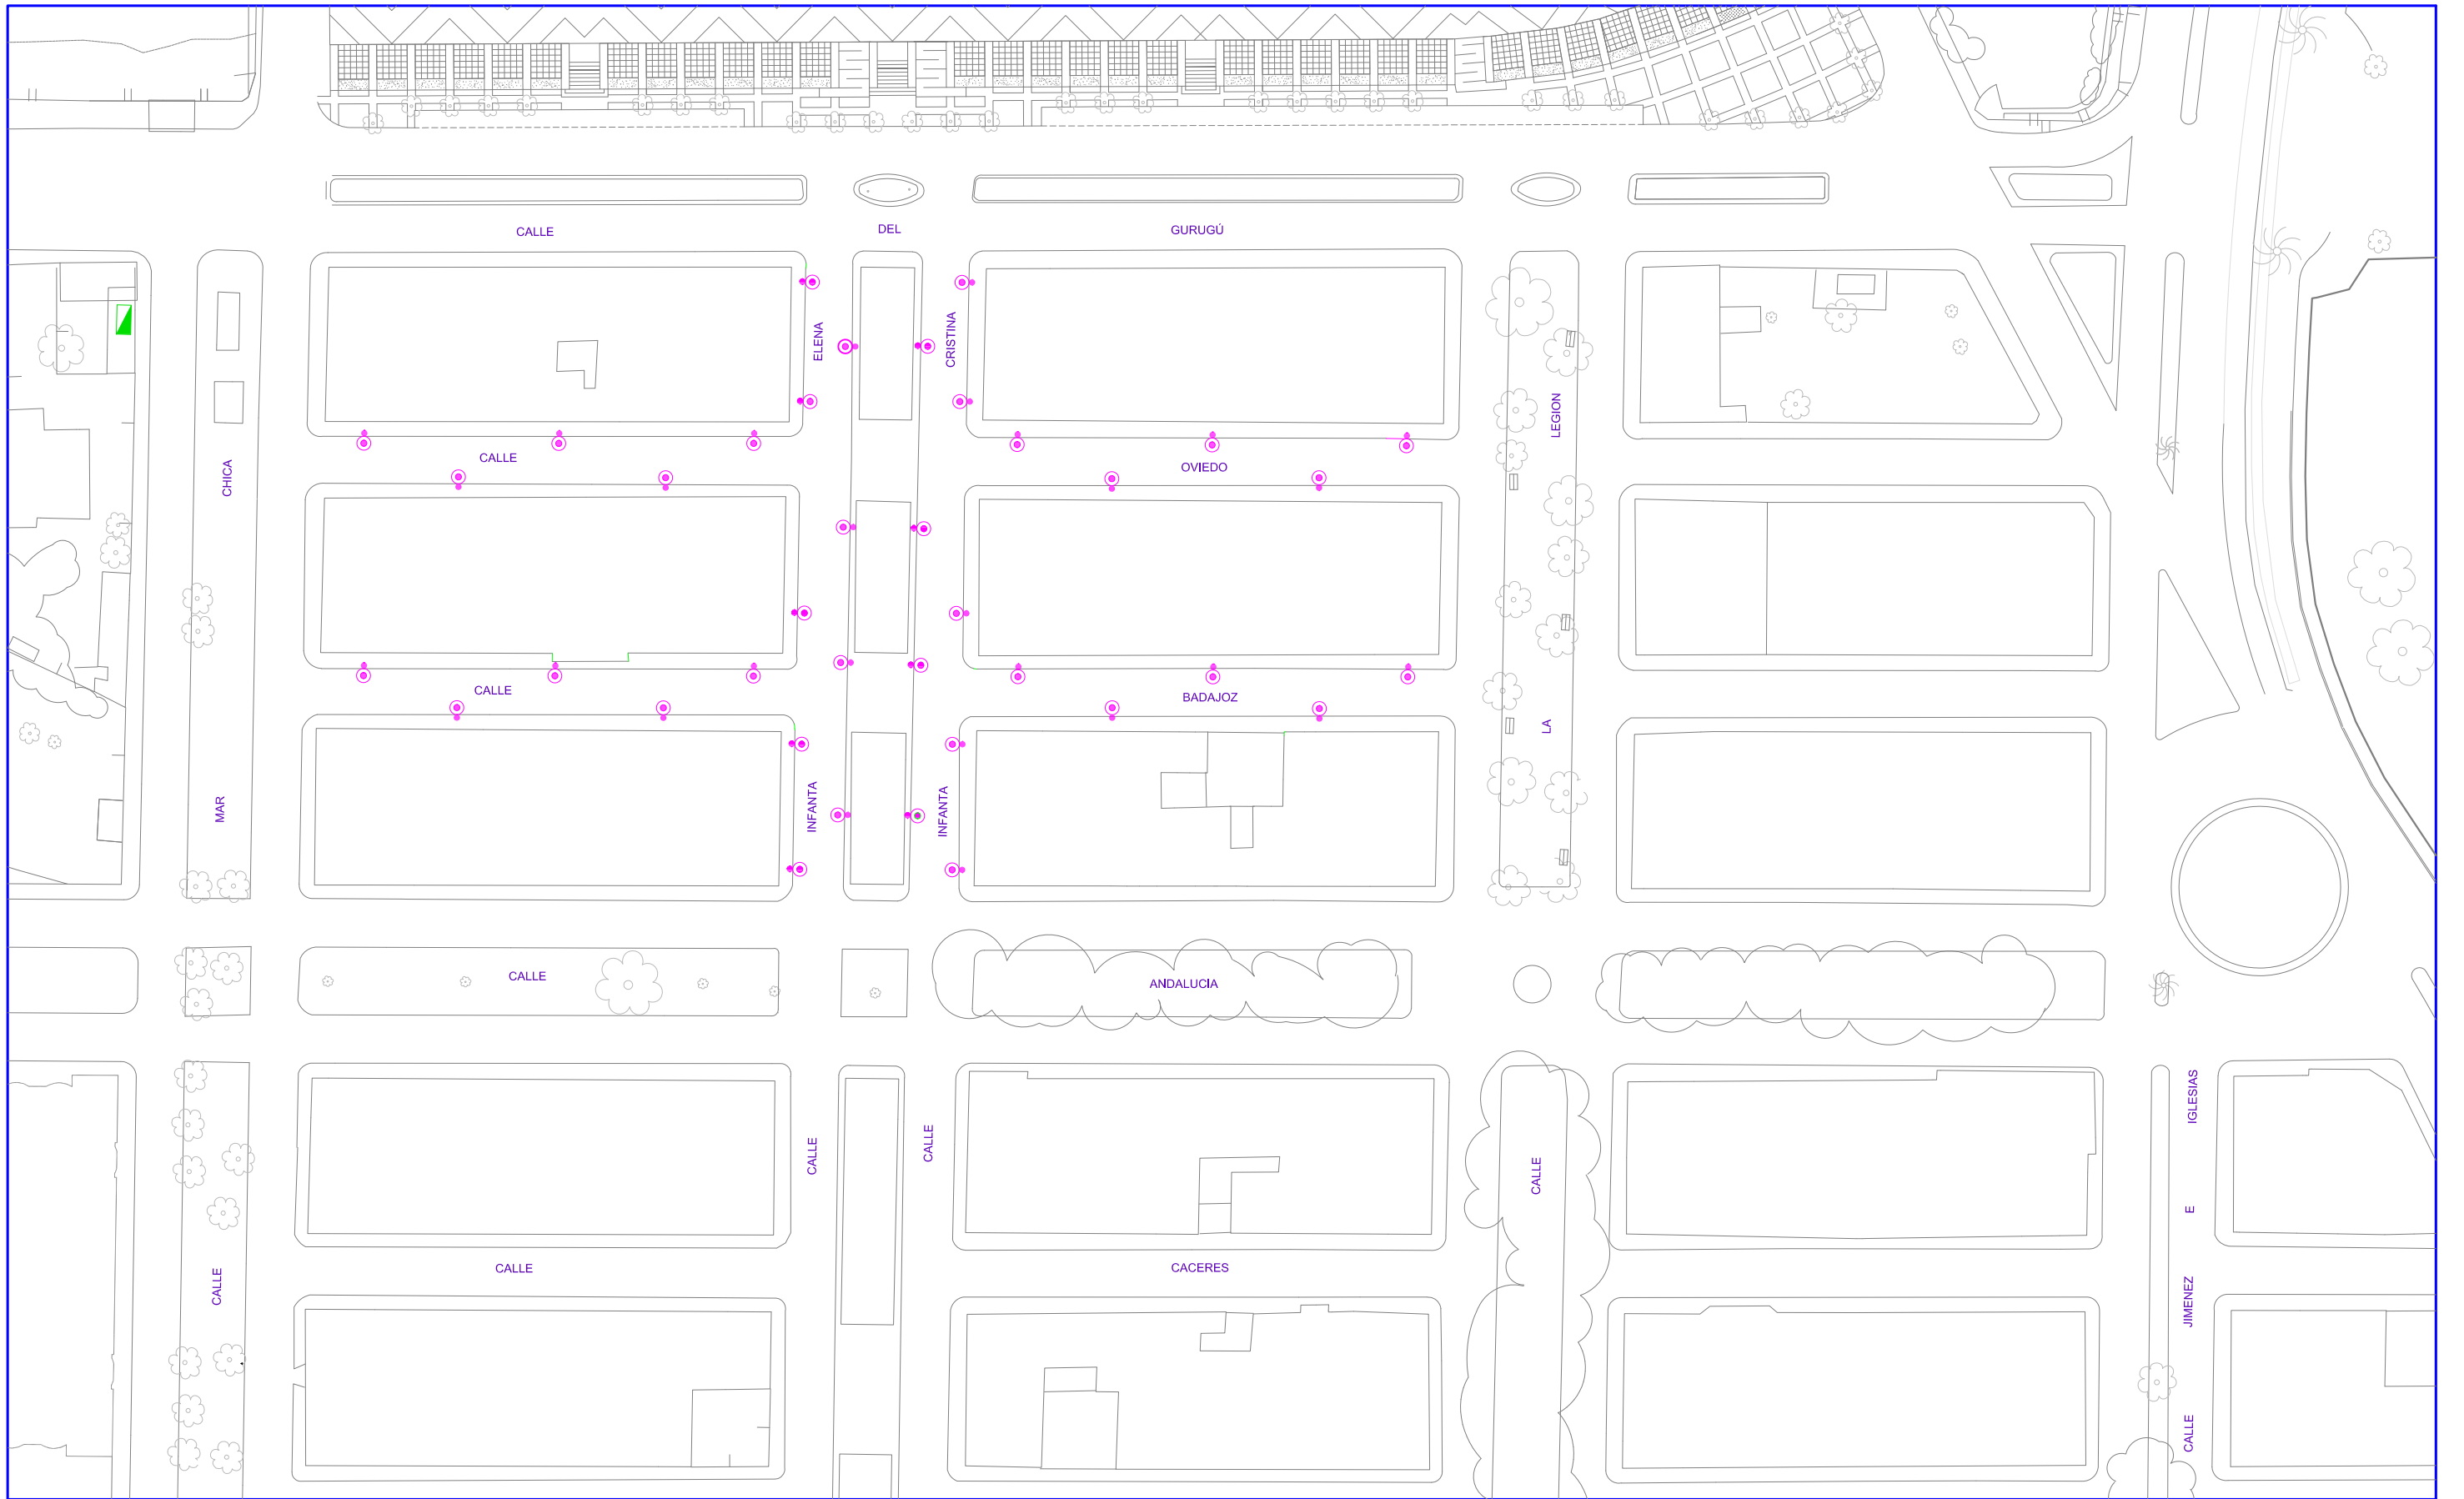 CALLE DEL GURUGÚ
CALLE OVIEDO
CALLE BADAJOZ
CALLE ANDALUCIA
CALLE CACERES
CALLE MAR CHICA
CALLE INFANTA ELENA
CALLE INFANTA CRISTINA
CALLE LA LEGION
CALLE JIMENEZ E IGLESIAS